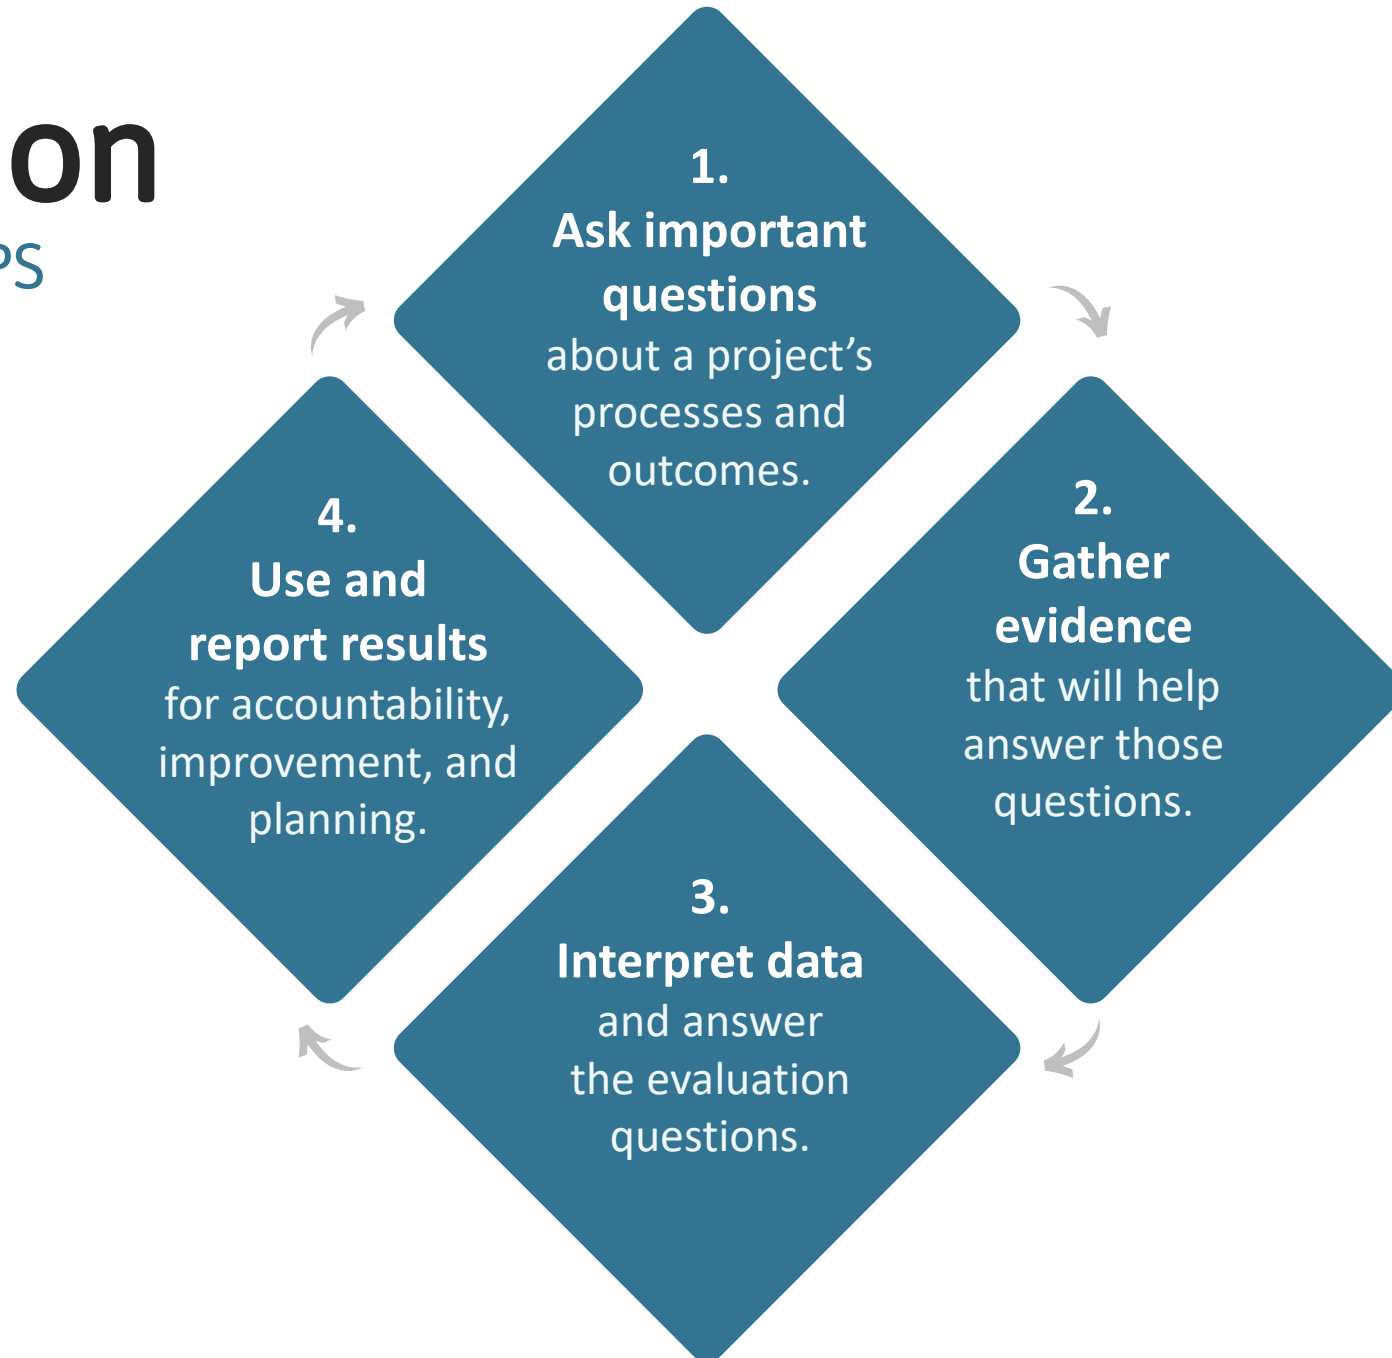 on
PS
1.
Ask important
questions
about a project’s
processes and
outcomes.
2.
Gather
evidence
that will help
answer those
questions.
3.
Interpret data
and answer
the evaluation
questions.
4.
Use and
report results
for accountability,
improvement, and
planning.